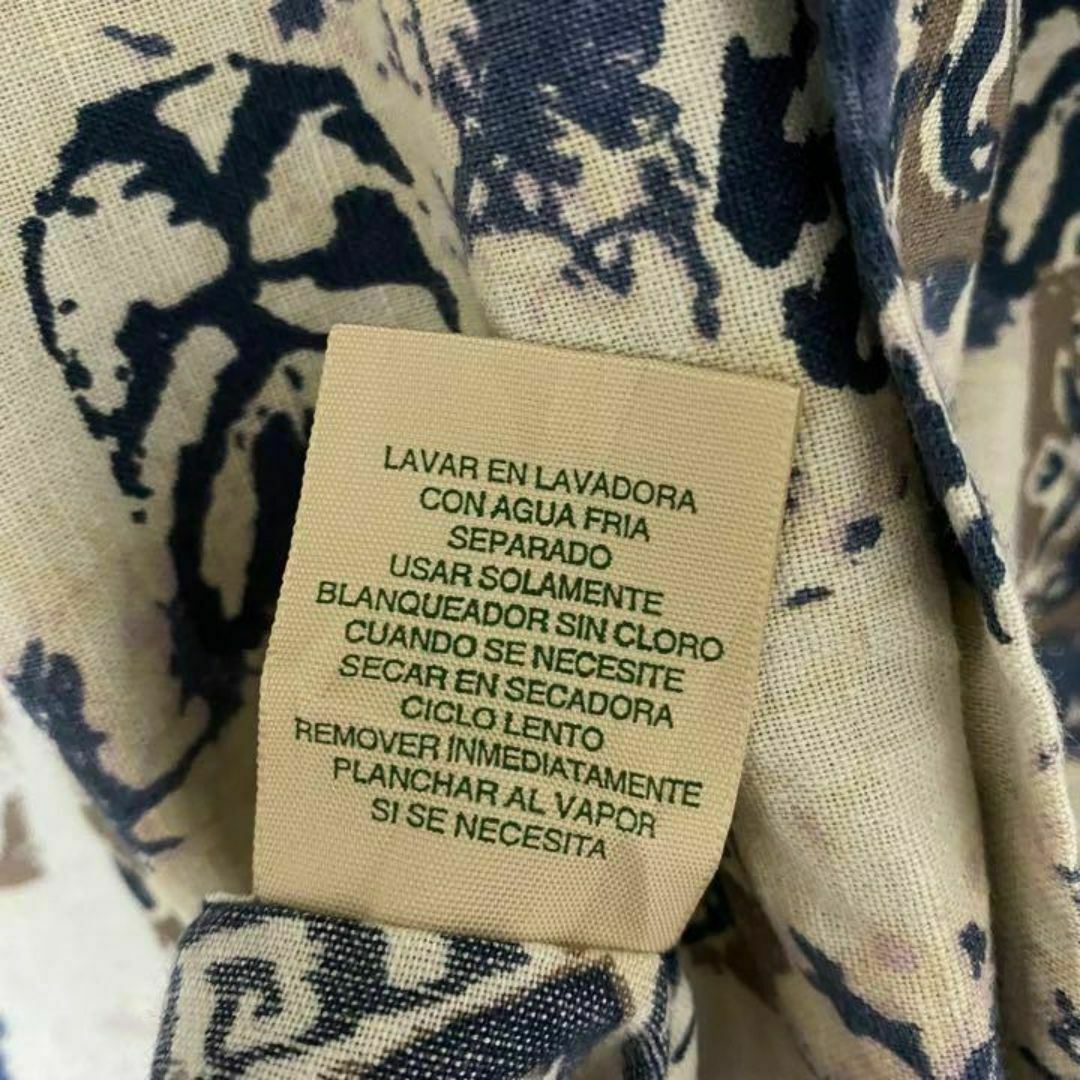 LAVAR EN LAVADORA
CON AGUA FRIA
SEPARADO
USAR SOLAMENTE
BLANQUEADOR SIN CLORO
CUANDO SE NECESITE
SECAR EN SECADORA
CICLO LENTO
REMOVER INMEDIATAMENTE
PLANCHAR AL VAPOR
SI SE NECESITA